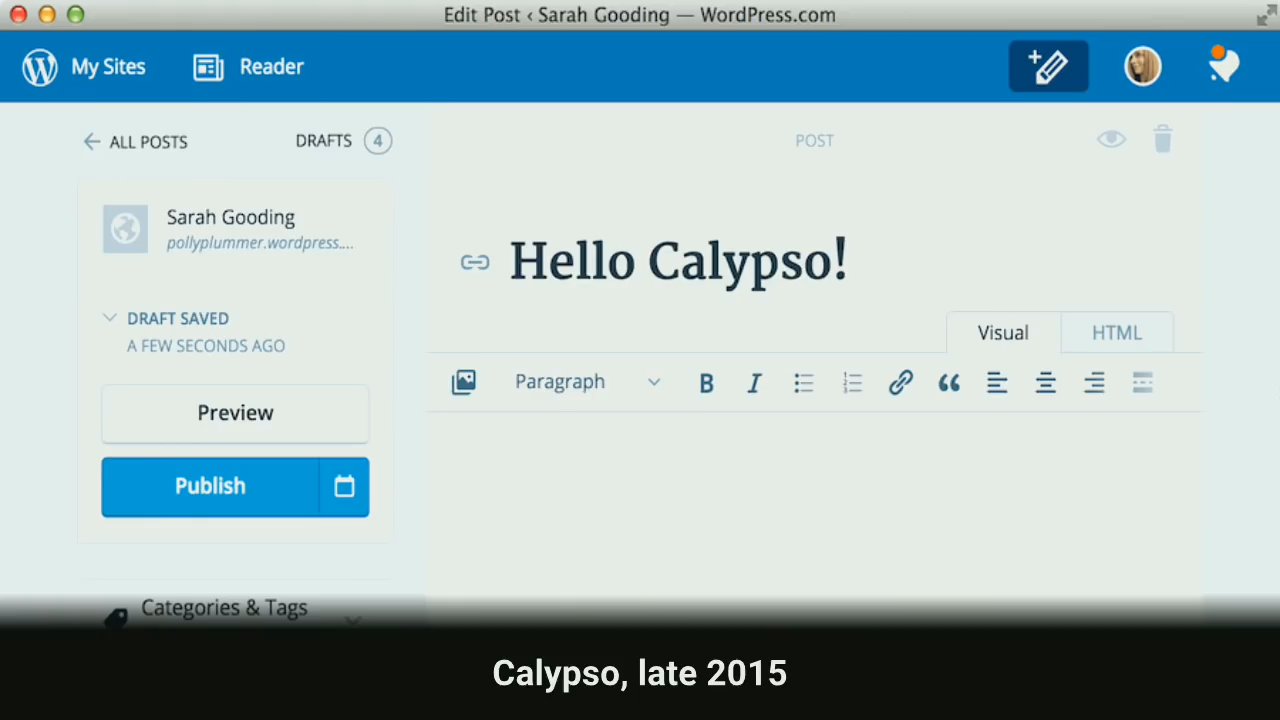 Edit Post ‹ Sarah Gooding — WordPress.com
My Sites
Reader
ALL POSTS
DRAFTS 4
Sarah Gooding
pollyplummer.wordpress....
DRAFT SAVED
A FEW SECONDS AGO
Preview
Publish
Categories & Tags
POST
Hello Calypso!
Visual
HTML
Paragraph
B I
Calypso, late 2015